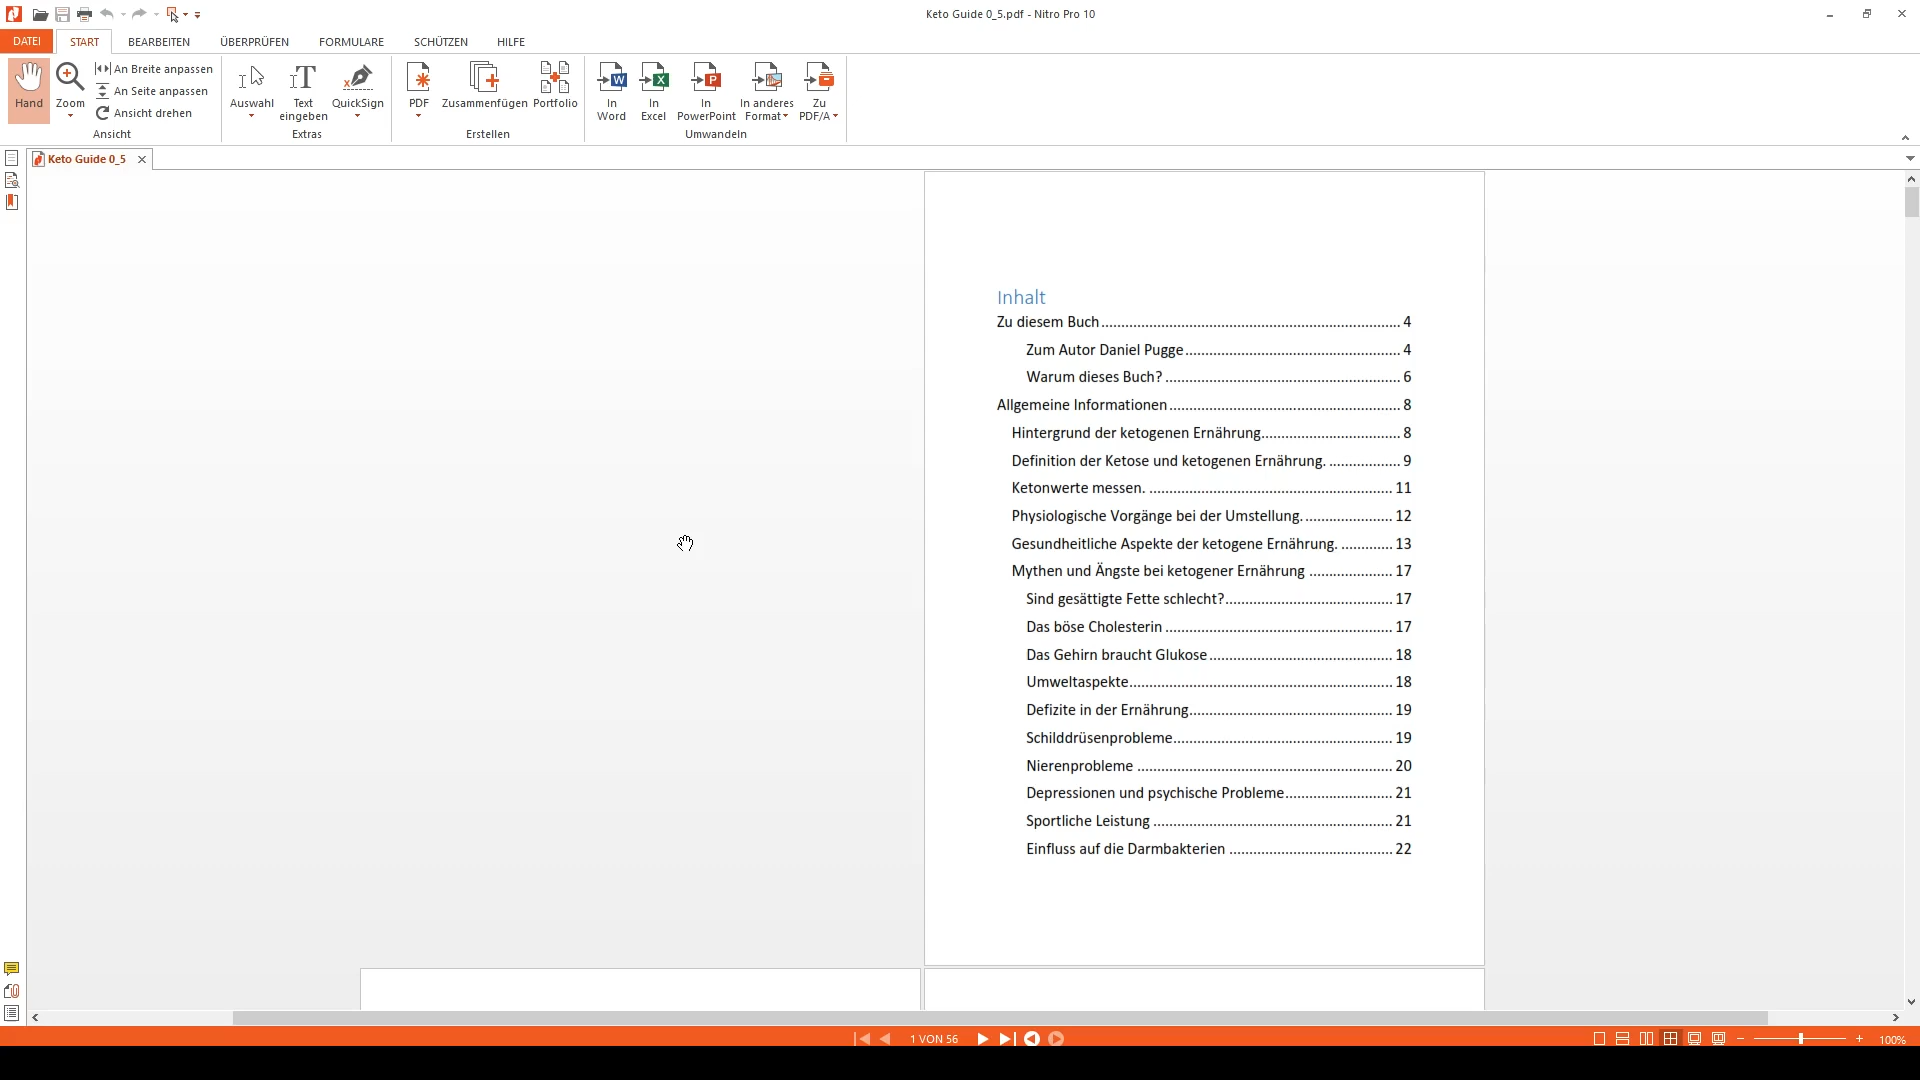 Keto Guide 0_5.pdf - Nitro Pro 10
DATEI START BEARBEITEN ÜBERPRÜFEN FORMULARE SCHÜTZEN HILFE
Hand
Zoom
An Breite anpassen
An Seite anpassen
Ansicht drehen
Ansicht
Auswahl
Text eingeben
QuickSign
Extras
PDF
Zusammenfügen
Portfolio
Erstellen
In Word
In Excel
In PowerPoint
In anderes Format
Zu PDF/A
Umwandeln
Keto Guide 0_5
Inhalt
Zu diesem Buch.......................................................................... 4
Zum Autor Daniel Pugge..................................................... 4
Warum dieses Buch? .......................................................... 6
Allgemeine Informationen......................................................... 8
Hintergrund der ketogenen Ernährung.................................. 8
Definition der Ketose und ketogenen Ernährung. .................. 9
Ketonwerte messen. ............................................................ 11
Physiologische Vorgänge bei der Umstellung. ..................... 12
Gesundheitliche Aspekte der ketogene Ernährung. ............. 13
Mythen und Ängste bei ketogener Ernährung ..................... 17
Sind gesättigte Fette schlecht?......................................... 17
Das böse Cholesterin ........................................................ 17
Das Gehirn braucht Glukose............................................. 18
Umweltaspekte................................................................. 18
Defizite in der Ernährung.................................................. 19
Schilddrüsenprobleme...................................................... 19
Nierenprobleme ............................................................... 20
Depressionen und psychische Probleme.......................... 21
Sportliche Leistung ........................................................... 21
Einfluss auf die Darmbakterien ........................................ 22
1 VON 56
100%